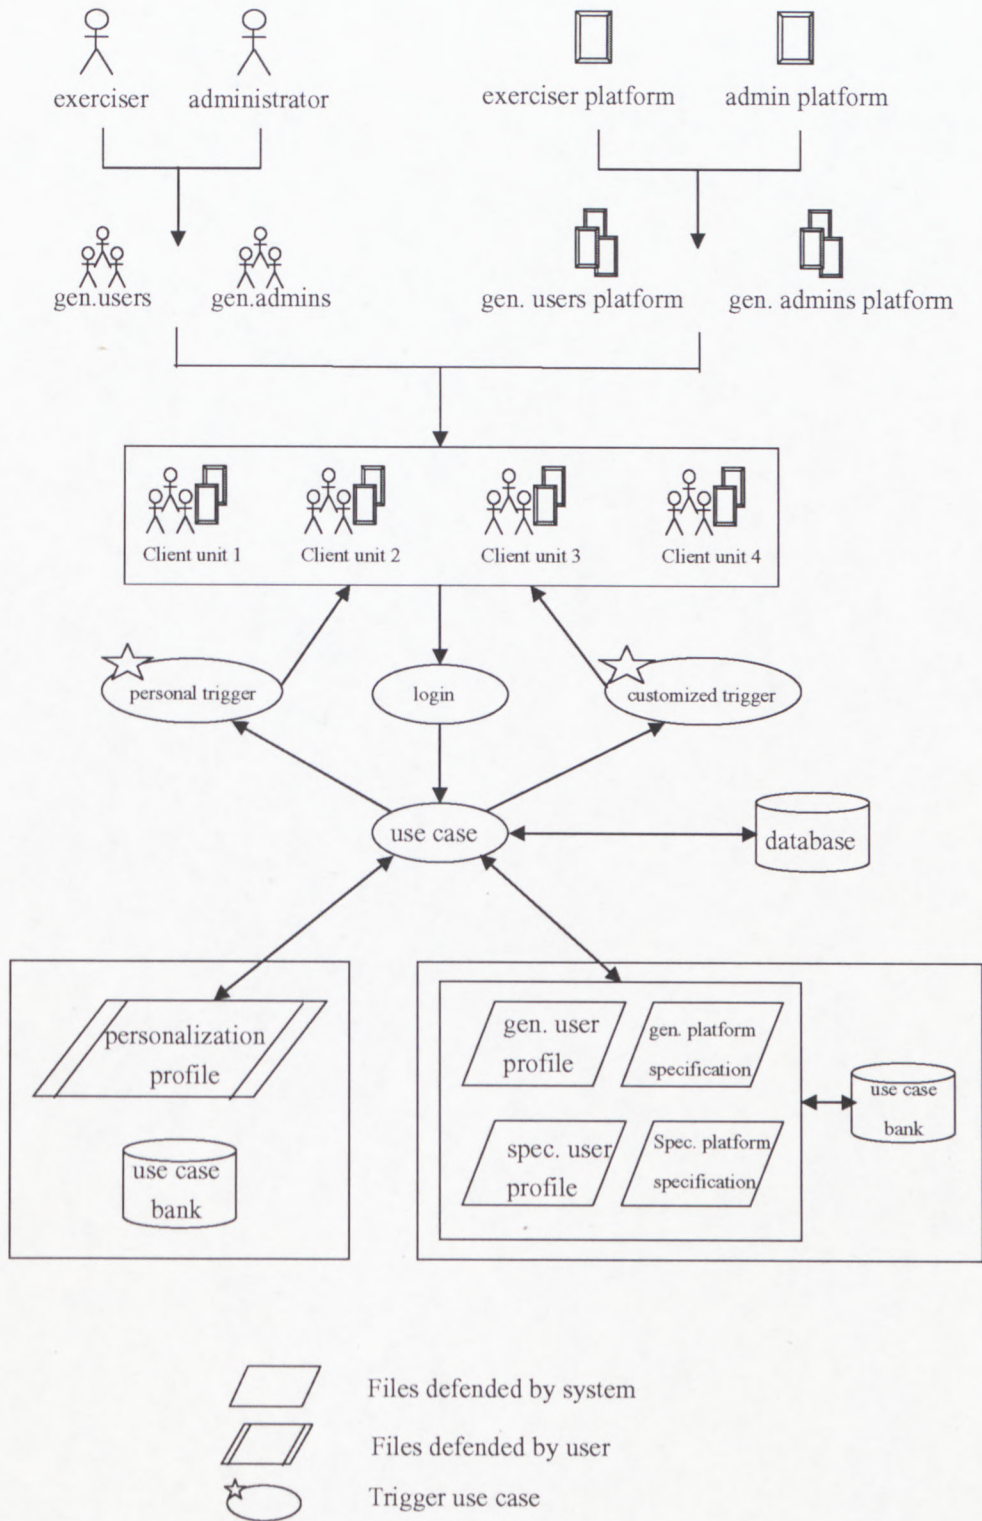 exerciser administrator
exerciser platform admin platform
gen.users gen.admins
gen. users platform gen. admins platform
Client unit 1 Client unit 2 Client unit 3 Client unit 4
personal trigger login customized trigger
use case
database
personalization
profile
use case
bank
gen. user
profile
gen. platform
specification
spec. user
profile
Spec. platform
specification
use case
bank
Files defended by system
Files defended by user
Trigger use case